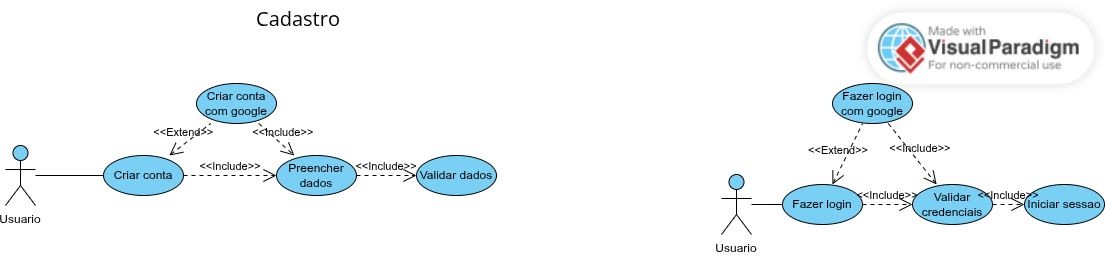 Cadastro
Made with
Visual Paradigm
For non-commercial use
Criar conta
com google
<<Extend>>
<<Include>>
Criar conta
<<Include>>
Preencher
dados
<<Include>>
Validar dados
Usuario
Fazer login
com google
<<Extend>>
<<Include>>
Fazer login
<<Include>>
Validar
credenciais
<<Include>>
Iniciar sessao
Usuario